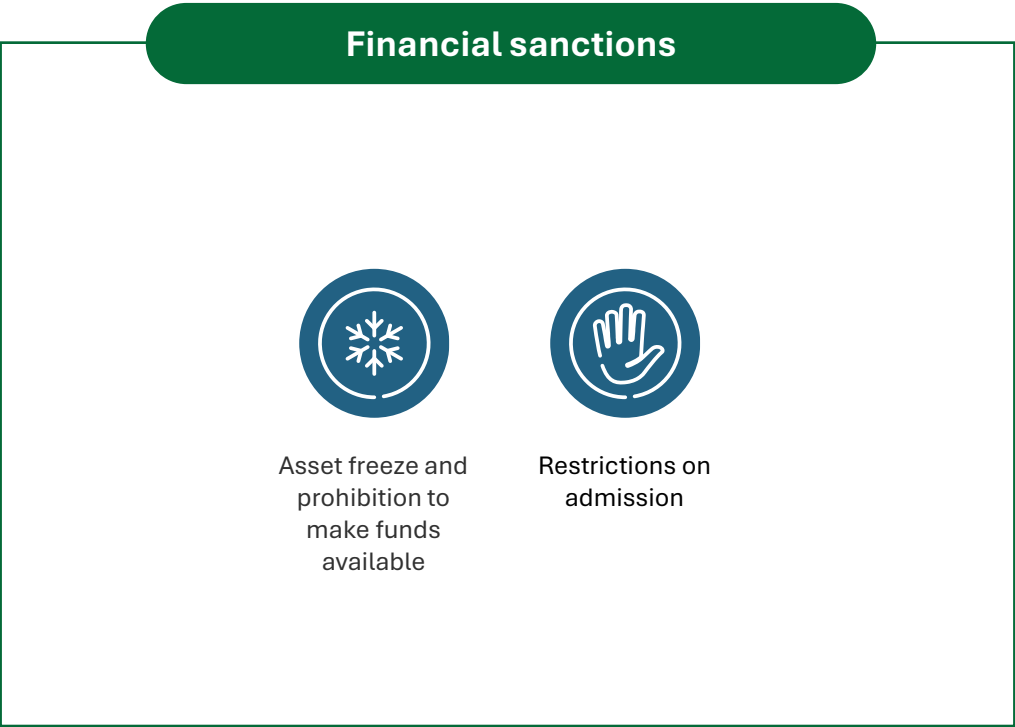 Financial sanctions
Asset freeze and
prohibition to
make funds
available
Restrictions on
admission